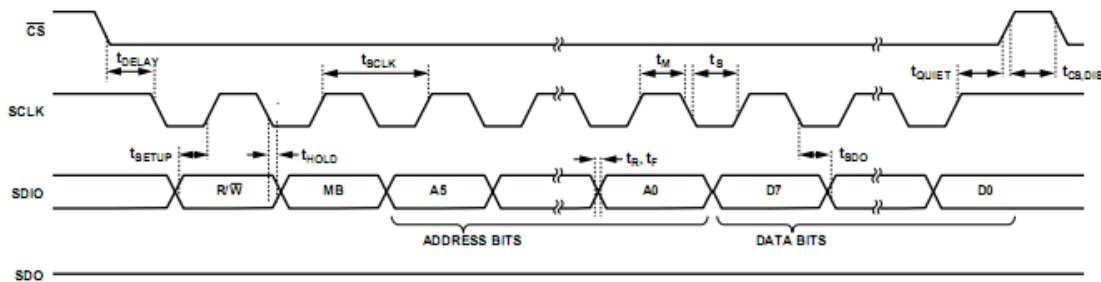 CS
tDELAY
tSCLK
tM
tS
tQUIET
tCS,DIS
SCLK
tSETUP
tHOLD
tR, tF
tSDO
SDIO
R/W
MB
A5
A0
D7
D0
ADDRESS BITS
DATA BITS
SDO